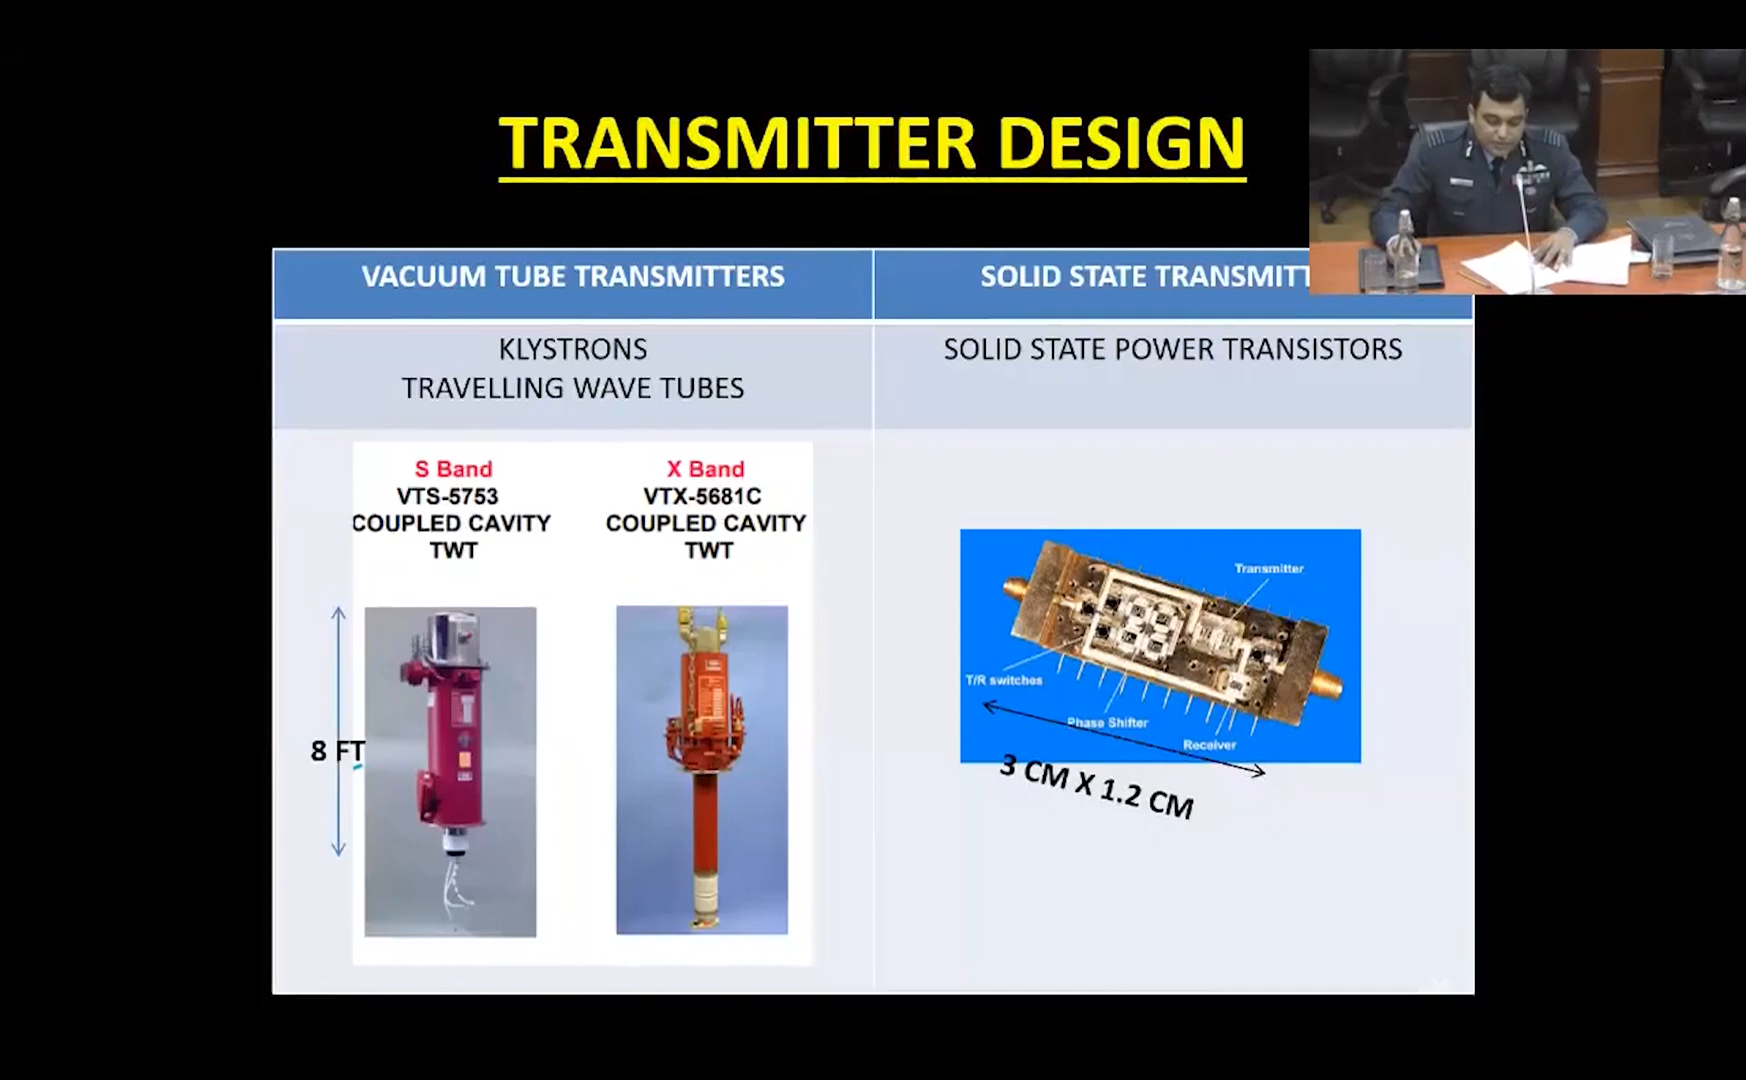 TRANSMITTER DESIGN
VACUUM TUBE TRANSMITTERS
SOLID STATE TRANSMITT
KLYSTRONS
TRAVELLING WAVE TUBES
SOLID STATE POWER TRANSISTORS
S Band
VTS-5753
COUPLED CAVITY
TWT
X Band
VTX-5681C
COUPLED CAVITY
TWT
8 FT
Transmitter
T/R switches
Phase Shifter
Receiver
3 CM X 1.2 CM